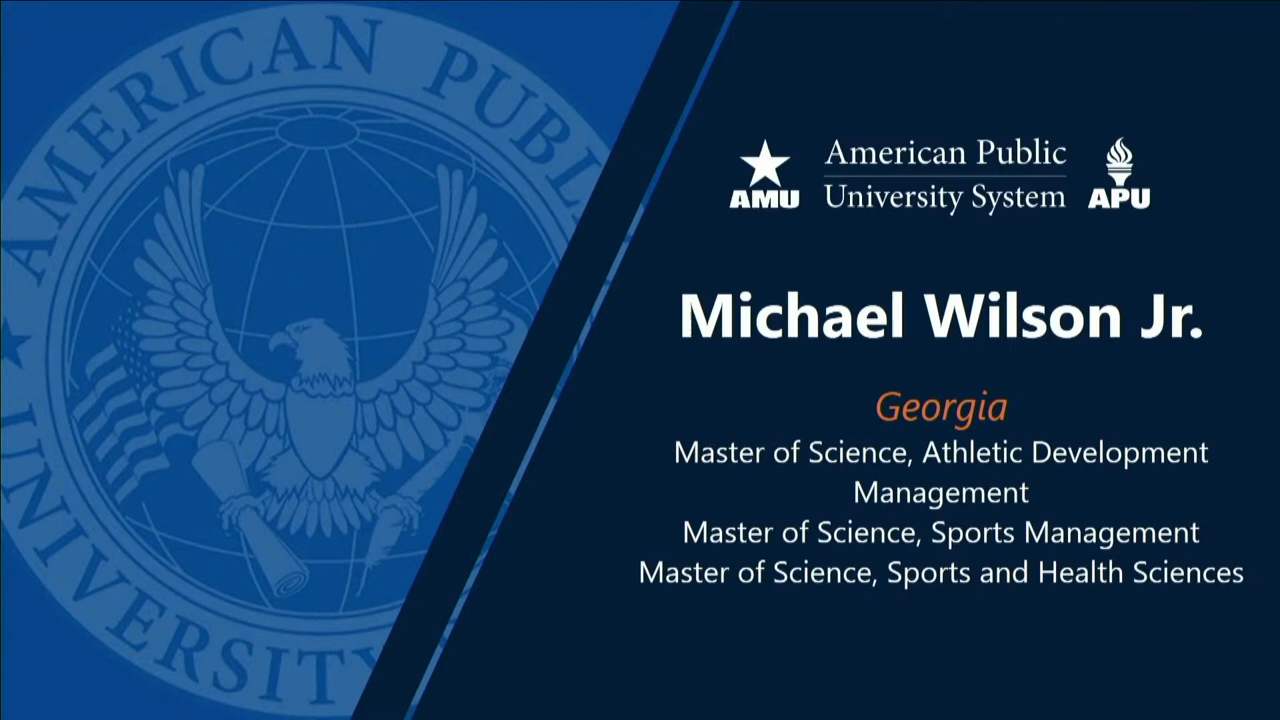 AMERICAN PUBLI
UNIVERSITY
AMU
American Public
University System
APU
Michael Wilson Jr.
Georgia
Master of Science, Athletic Development
Management
Master of Science, Sports Management
Master of Science, Sports and Health Sciences